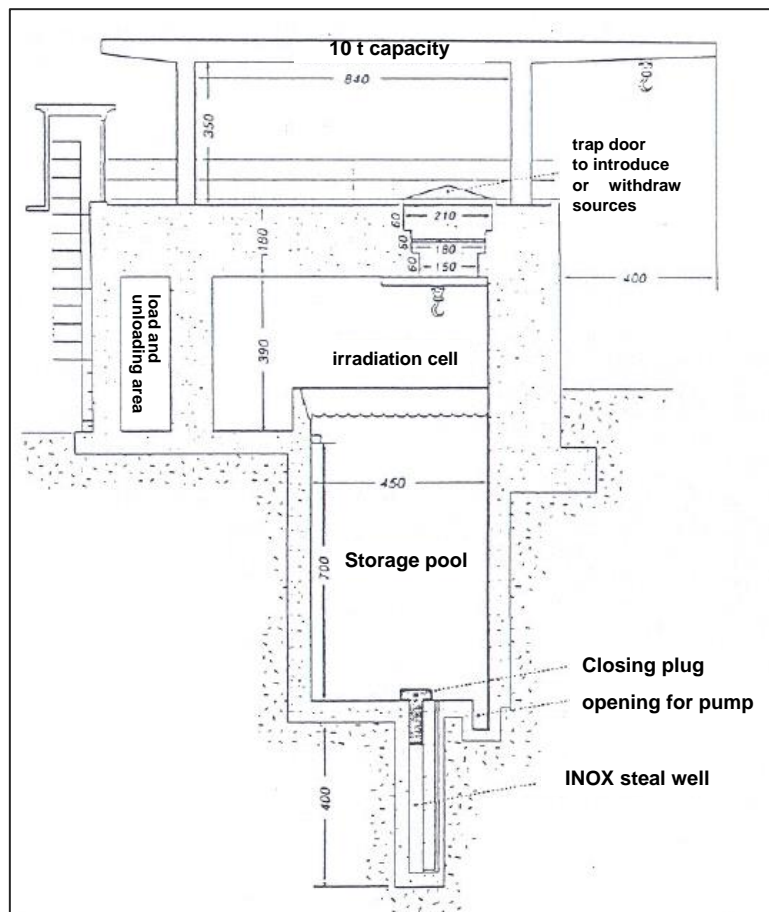 10 t capacity
840
350
trap door
to introduce
or withdraw
sources
60
210
180
60
180
60
150
400
load and
unloading area
390
irradiation cell
450
Storage pool
700
Closing plug
opening for pump
400
INOX steal well